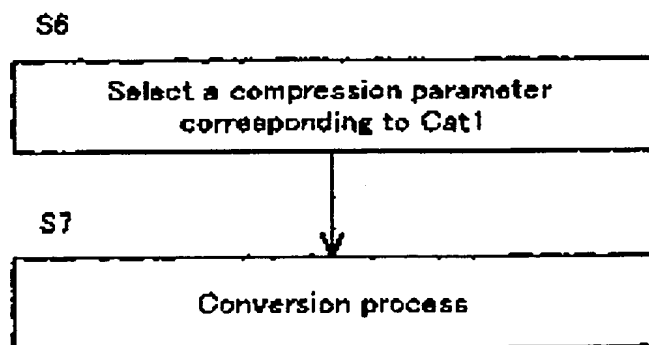 S6
Select a compression parameter
corresponding to Cat1
S7
Conversion process